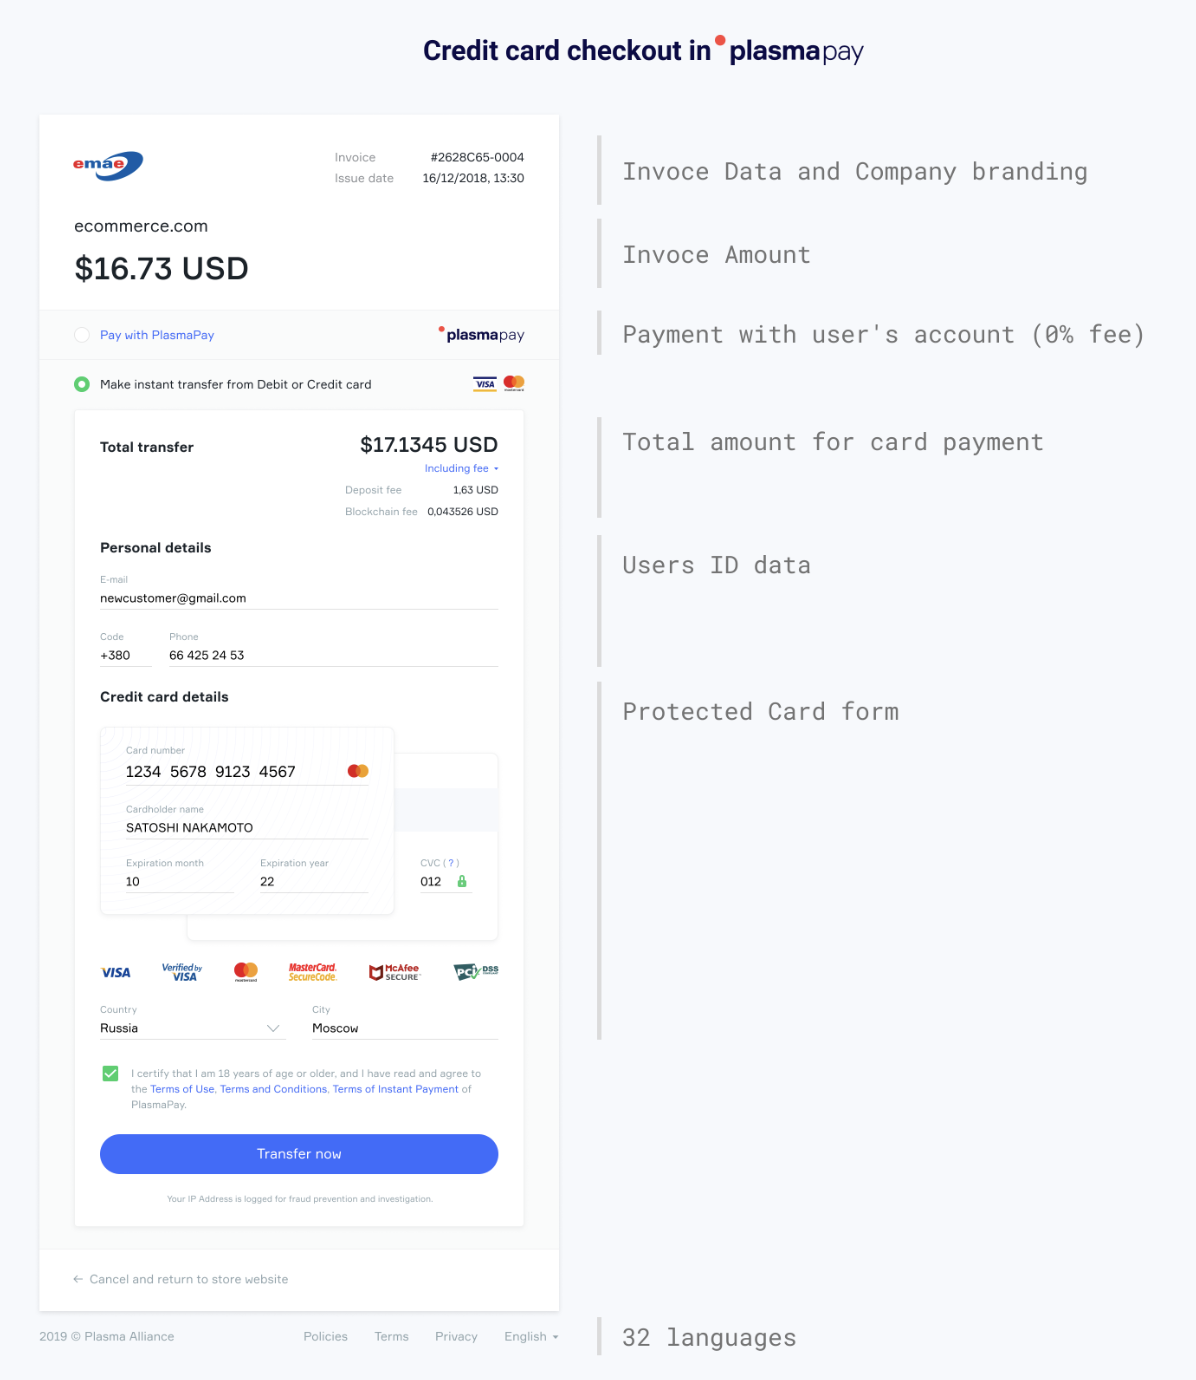 Credit card checkout in plasmapay
emae
Invoice #2628C65-0004
Issue date 16/12/2018, 13:30
Invoce Data and Company branding
ecommerce.com
$16.73 USD
Invoce Amount
Pay with PlasmaPay plasmapay
Payment with user's account (0% fee)
Make instant transfer from Debit or Credit card VISA mastercard
Total transfer $17.1345 USD
Including fee
Deposit fee 1,63 USD
Blockchain fee 0,043526 USD
Total amount for card payment
Personal details
E-mail
newcustomer@gmail.com
Code Phone
+380 66 425 24 53
Users ID data
Credit card details
Card number
1234 5678 9123 4567
Cardholder name
SATOSHI NAKAMOTO
Expiration month Expiration year CVC ( ? )
10 22 012
Protected Card form
VISA Verified by VISA mastercard MasterCard. SecureCode. McAfee SECURE PCI DSS
Country City
Russia Moscow
I certify that I am 18 years of age or older, and I have read and agree to
the Terms of Use, Terms and Conditions, Terms of Instant Payment of
PlasmaPay.
Transfer now
Your IP Address is logged for fraud prevention and investigation.
← Cancel and return to store website
2019 © Plasma Alliance Policies Terms Privacy English
32 languages